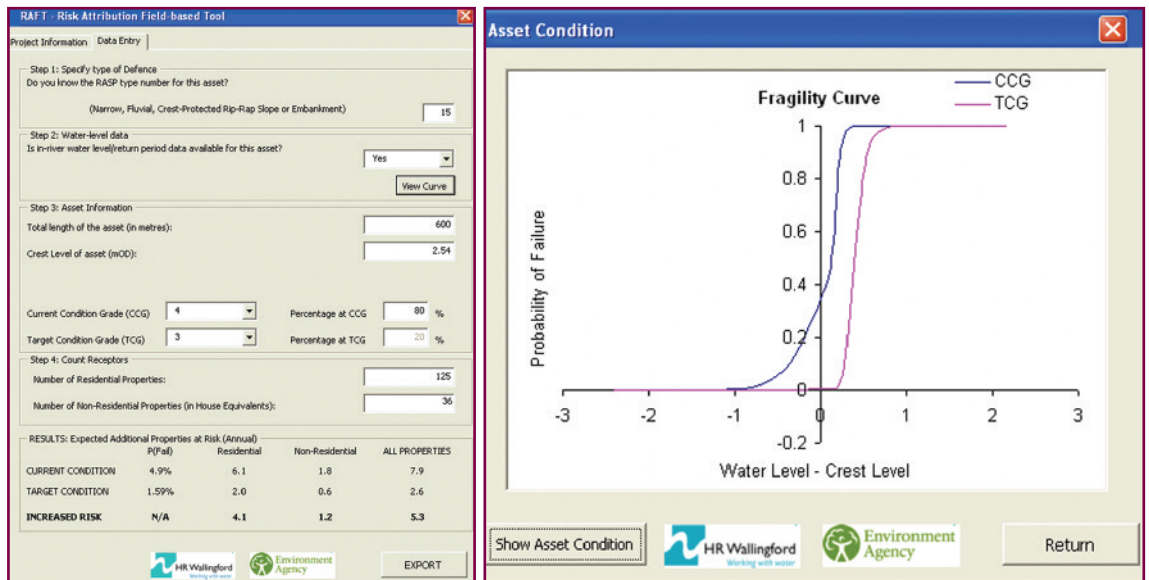 RAFT - Risk Attribution Field-based Tool
Project Information Data Entry
Step 1: Specify type of Defence
Do you know the RASP type number for this asset?
(Narrow, Fluvial, Crest-Protected Rip-Rap Slope or Embankment) 15
Step 2: Water-level data
Is in-river water level/return period data available for this asset?
Yes
View Curve
Step 3: Asset Information
Total length of the asset (in metres): 600
Crest Level of asset (mOD): 2.54
Current Condition Grade (CCG) 4 Percentage at CCG 80 %
Target Condition Grade (TCG) 3 Percentage at TCG 20 %
Step 4: Count Receptors
Number of Residential Properties: 125
Number of Non-Residential Properties (in House Equivalents): 36
RESULTS: Expected Additional Properties at Risk (Annual)
P(Fail) Residential Non-Residential ALL PROPERTIES
CURRENT CONDITION 4.9% 6.1 1.8 7.9
TARGET CONDITION 1.59% 2.0 0.6 2.6
INCREASED RISK N/A 4.1 1.2 5.3
HR Wallingford
Working with water
Environment
Agency
EXPORT
Asset Condition
CCG
TCG
Fragility Curve
1
0.8
0.6
0.4
0.2
0
-0.2
Probability of Failure
-3 -2 -1 0 1 2 3
Water Level - Crest Level
Show Asset Condition
HR Wallingford
Working with water
Environment
Agency
Return